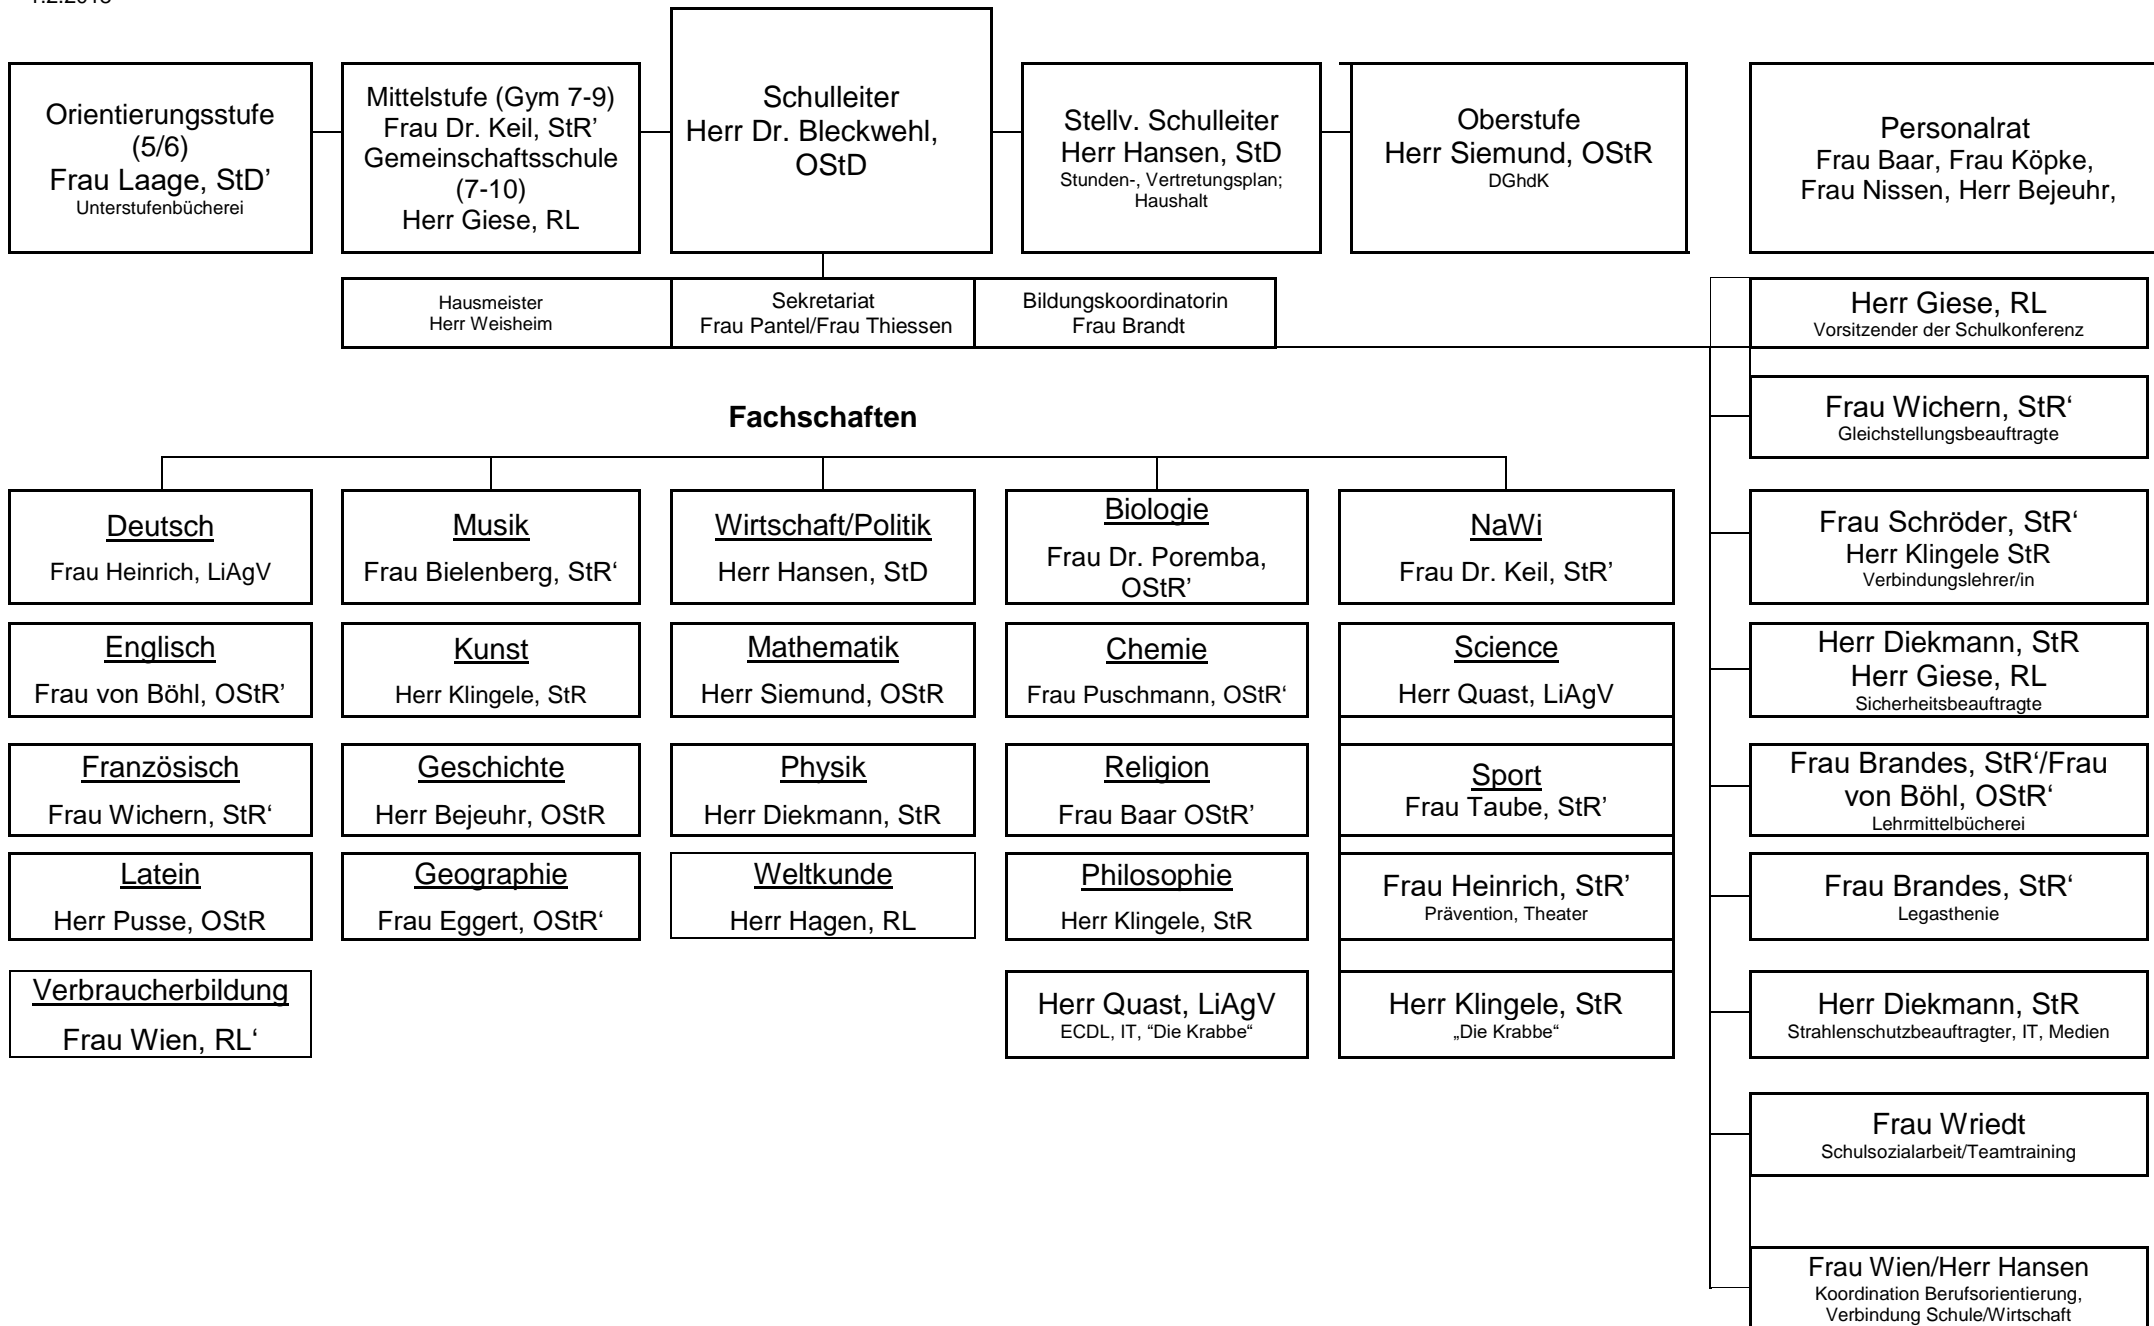 Orientierungsstufe
(5/6)
Frau Laage, StD’
Unterstufenbücherei
Mittelstufe (Gym 7-9)
Frau Dr. Keil, StR’
Gemeinschaftsschule
(7-10)
Herr Giese, RL
Schulleiter
Herr Dr. Bleckwehl,
OStD
Stellv. Schulleiter
Herr Hansen, StD
Stunden-, Vertretungsplan;
Haushalt
Oberstufe
Herr Siemund, OStR
DGhdK
Personalrat
Frau Baar, Frau Köpke,
Frau Nissen, Herr Bejeuhr,
Hausmeister
Herr Weisheim
Sekretariat
Frau Pantel/Frau Thiessen
Bildungskoordinatorin
Frau Brandt
Herr Giese, RL
Vorsitzender der Schulkonferenz
Frau Wichern, StR‘
Gleichstellungsbeauftragte
Fachschaften
Deutsch
Frau Heinrich, LiAgV
Musik
Frau Bielenberg, StR‘
Wirtschaft/Politik
Herr Hansen, StD
Biologie
Frau Dr. Poremba,
OStR’
NaWi
Frau Dr. Keil, StR’
Frau Schröder, StR‘
Herr Klingele StR
Verbindungslehrer/in
Englisch
Frau von Böhl, OStR’
Kunst
Herr Klingele, StR
Mathematik
Herr Siemund, OStR
Chemie
Frau Puschmann, OStR‘
Science
Herr Quast, LiAgV
Herr Diekmann, StR
Herr Giese, RL
Sicherheitsbeauftragte
Französisch
Frau Wichern, StR‘
Geschichte
Herr Bejeuhr, OStR
Physik
Herr Diekmann, StR
Religion
Frau Baar OStR’
Sport
Frau Taube, StR’
Frau Brandes, StR‘/Frau
von Böhl, OStR‘
Lehrmittelbücherei
Latein
Herr Pusse, OStR
Geographie
Frau Eggert, OStR‘
Weltkunde
Herr Hagen, RL
Philosophie
Herr Klingele, StR
Frau Heinrich, StR’
Prävention, Theater
Frau Brandes, StR‘
Legasthenie
Verbraucherbildung
Frau Wien, RL‘
Herr Quast, LiAgV
ECDL, IT, “Die Krabbe“
Herr Klingele, StR
„Die Krabbe“
Herr Diekmann, StR
Strahlenschutzbeauftragter, IT, Medien
Frau Wriedt
Schulsozialarbeit/Teamtraining
Frau Wien/Herr Hansen
Koordination Berufsorientierung,
Verbindung Schule/Wirtschaft